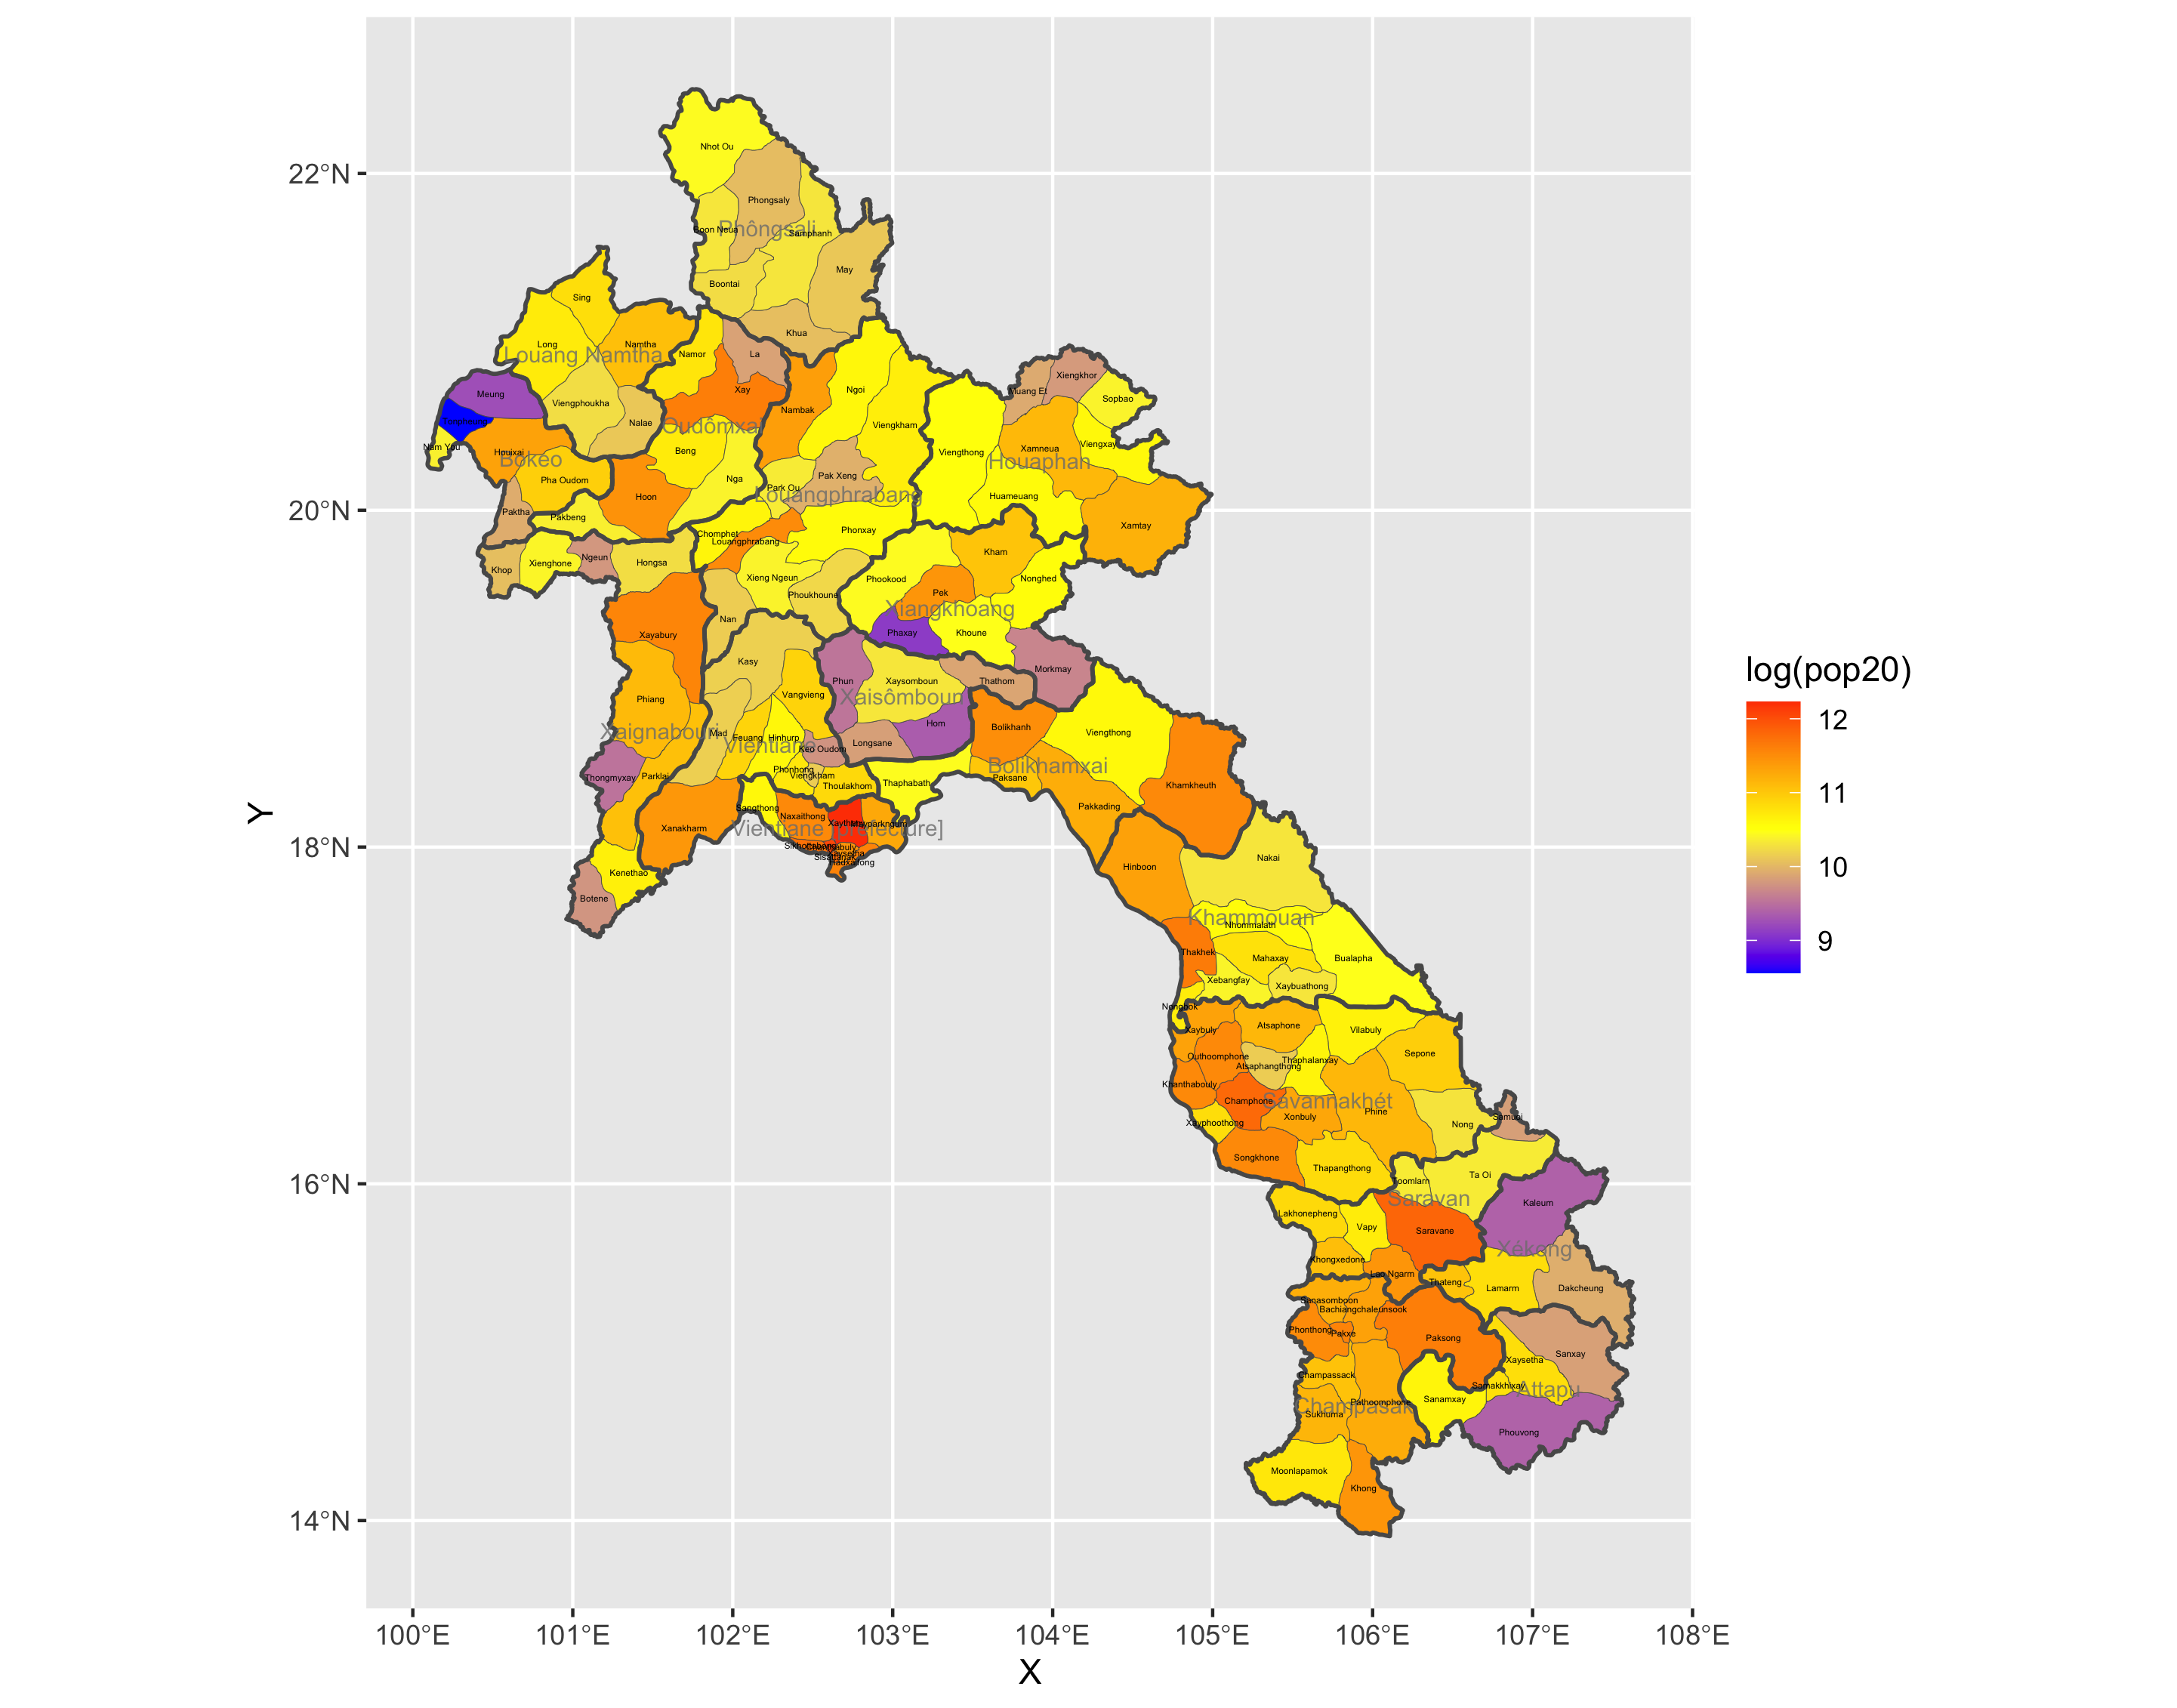 22°N
20°N
18°N
16°N
14°N
Y
100°E
101°E
102°E
103°E
104°E
105°E
106°E
107°E
108°E
X
log(pop20)
12
11
10
9
Nhot Ou
Phongsaly
Boon Neua
Phôngsali
Samphanh
May
Boontai
Khua
Sing
Long
Namtha
Louang Namtha
Namor
La
Xay
Meung
Viengphoukha
Nalae
Oudômxai
Nambak
Ngoi
Viengkham
Tonpheung
Nam You
Houixai
Bokeo
Pha Oudom
Beng
Nga
Hoon
Paktha
Pakbeng
Park Ou
Pak Xeng
Louangphrabang
Phonxay
Chomphet
Louangphrabang
Viengthong
Muang Et
Xiengkhor
Sopbao
Xamneua
Viengxay
Houaphan
Huameuang
Xamtay
Khop
Xienghone
Ngeun
Hongsa
Xieng Ngeun
Phoukhoune
Nan
Phookood
Kham
Nonghed
Pek
Xiangkhoang
Phaxay
Khoune
Morkmay
Xayabury
Kasy
Phun
Xaysomboun
Thathom
Xaisômboun
Hom
Longsane
Phiang
Xaignabouri
Vangvieng
Mad
Feuang
Hinhurp
Vientiane
Keo Oudom
Phonhong
Viengkham
Thoulakhom
Thaphabath
Thongmyxay
Parklai
Bolikhanh
Viengthong
Bolikhamxai
Paksane
Pakkading
Khamkheuth
Sangthong
Naxaithong
Xaythany
Mayparkngum
Vientiane [prefecture]
Sikhottabong
Chanthabuly
Xaysetha
Sisattanak
Hadxaifong
Xanakharm
Kenethao
Botene
Hinboon
Nakai
Khammouan
Nhommalath
Thakhek
Mahaxay
Bualapha
Xebangfay
Xaybuathong
Nongbok
Xaybuly
Atsaphone
Vilabuly
Outhoomphone
Atsaphangthong
Thaphalanxay
Sepone
Khanthabouly
Champhone
Savannakhét
Xonbuly
Phine
Nong
Samuoi
Xayphoothong
Songkhone
Thapangthong
Toomlarn
Ta Oi
Saravan
Kaleum
Lakhonepheng
Vapy
Saravane
Xékong
Khongxedone
Lao Ngarm
Thateng
Lamarm
Dakcheung
Sanasomboon
Bachiangchaleunsook
Phonthong
Pakxe
Paksong
Xaysetha
Sanxay
Champassack
Samakkhixay
Attapu
Sanamxay
Pathoomphone
Champasak
Sukhuma
Phouvong
Moonlapamok
Khong